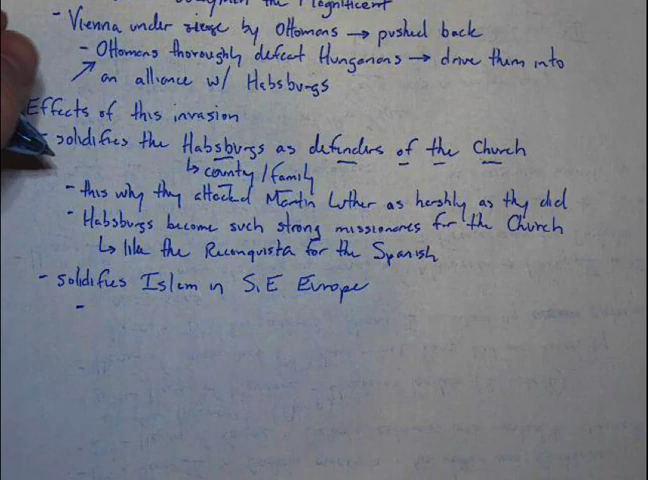 the Magnificent
- Vienna under siege by Ottomans → pushed back
- Ottomans thoroughly defeat Hungarians → drive them into
an alliance w/ Habsburgs
Effects of this invasion
- solidifies the Habsburgs as defenders of the Church
↳ county / family
- this why they attacked Martin Luther as harshly as they did
- Habsburgs become such strong missionaries for the Church
↳ like the Reconquista for the Spanish
- solidifies Islam in S.E Europe
-